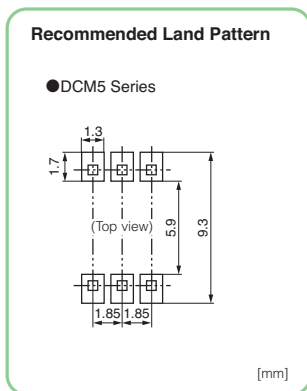 Recommended Land Pattern
●DCM5 Series
1.3
1.7
(Top view)
5.9
9.3
1.85 1.85
[mm]